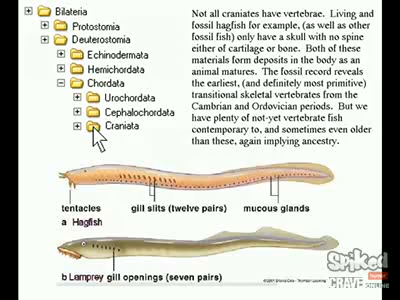 Bilateria
Protostomia
Deuterostomia
Echinodermata
Hemichordata
Chordata
Urochordata
Cephalochordata
Craniata
Not all craniates have vertebrae. Living and
fossil hagfish for example, (as well as other
fossil fish) only have a skull with no spine
either of cartilage or bone. Both of these
materials form deposits in the body as an
animal matures. The fossil record reveals
the earliest, (and definitely most primitive)
transitional skeletal vertebrates from the
Cambrian and Ordovician periods. But we
have plenty of not-yet vertebrate fish
contemporary to, and sometimes even older
than these, again implying ancestry.
tentacles
gill slits (twelve pairs)
mucous glands
a Hagfish
b Lamprey gill openings (seven pairs)
Spiked
CRAVE ONLINE